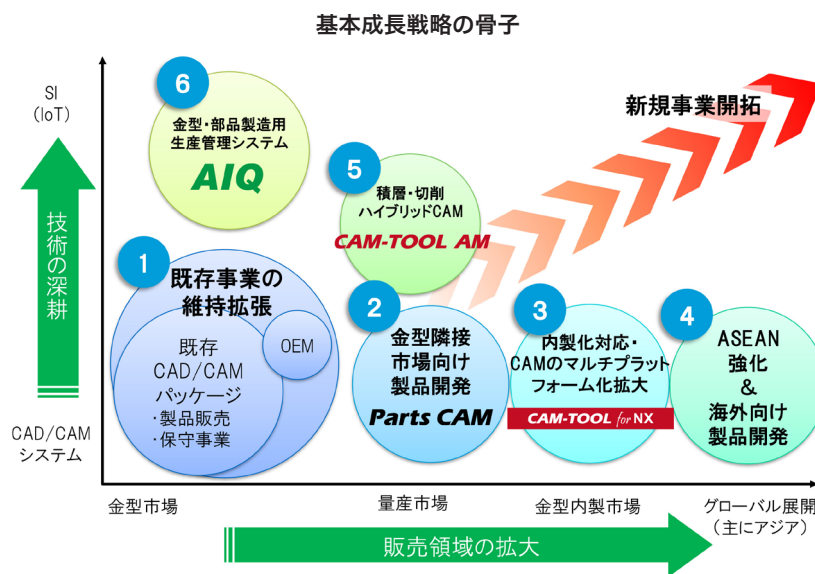 基本成長戦略の骨子
SI
(IoT)
技術の深耕
CAD/CAM
システム
6
金型・部品製造用
生産管理システム
AIQ
5
積層・切削
ハイブリッドCAM
CAM-TOOL AM
新規事業開拓
1
既存事業の
維持拡張
既存
CAD/CAM
パッケージ
・製品販売
・保守事業
OEM
2
金型隣接
市場向け
製品開発
Parts CAM
3
内製化対応・
CAMのマルチプラット
フォーム化拡大
CAM-TOOL for NX
4
ASEAN
強化
&
海外向け
製品開発
金型市場
量産市場
金型内製市場
グローバル展開
（主にアジア）
販売領域の拡大